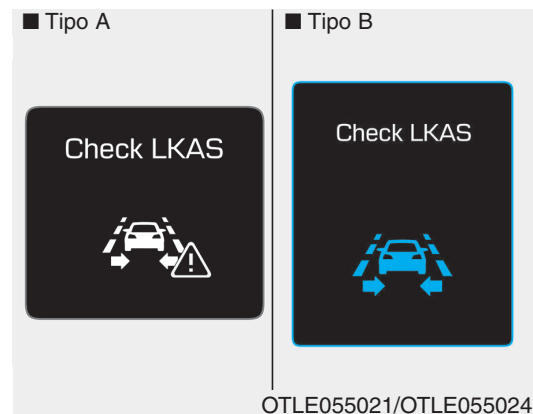 ■ Tipo A
■ Tipo B
Check LKAS
Check LKAS
OTLE055021/OTLE055024